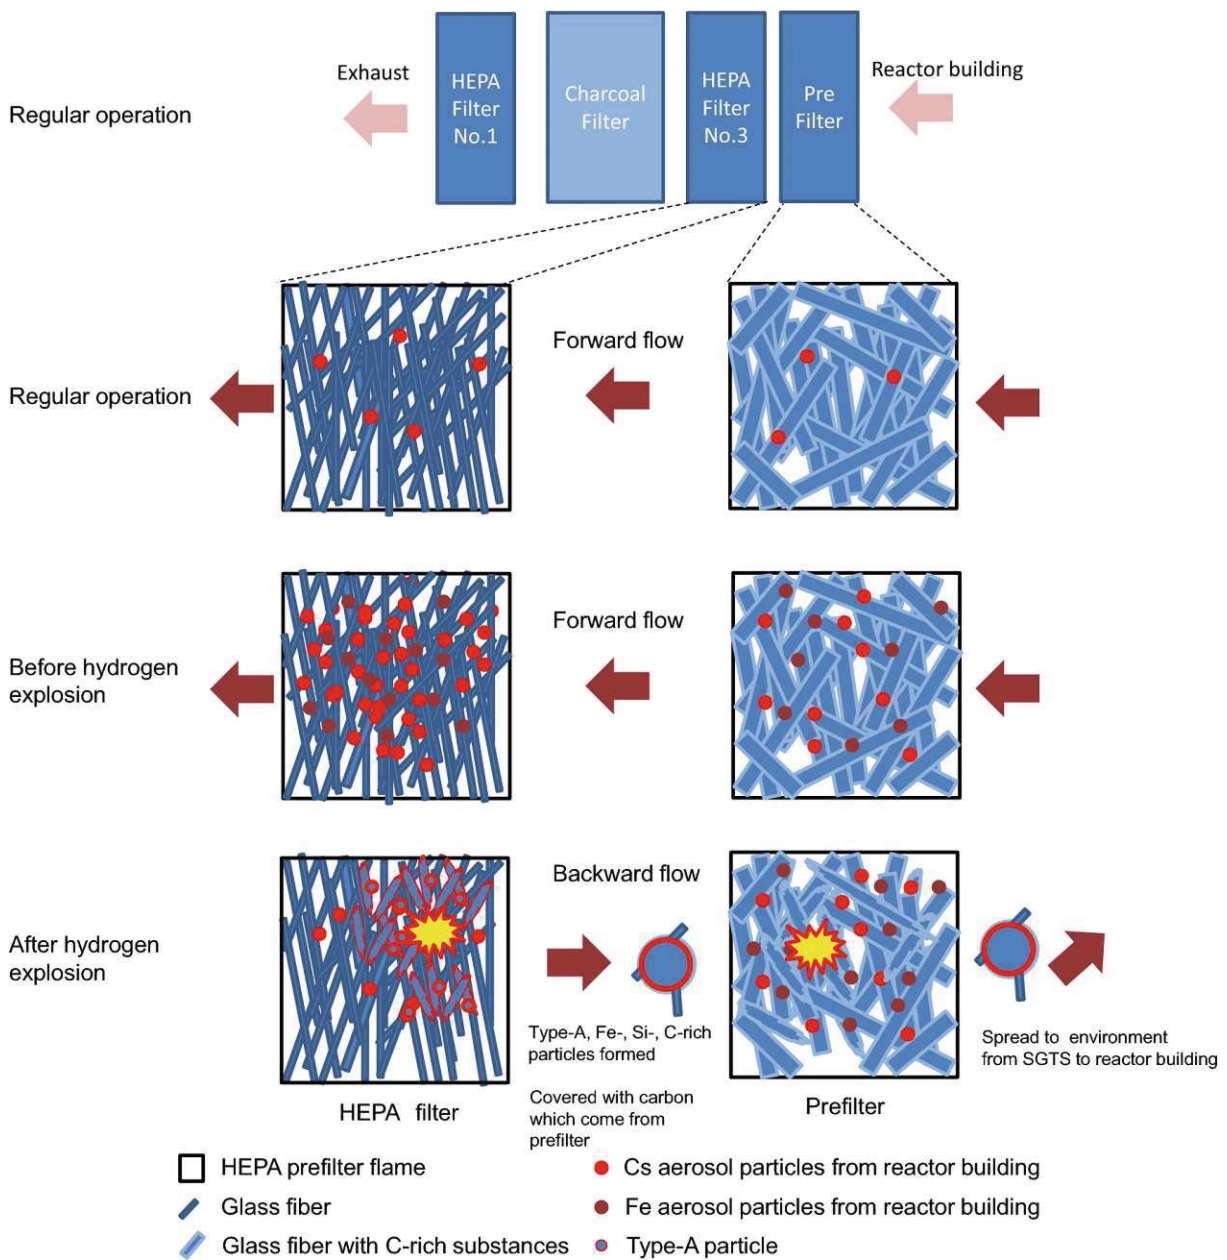 Regular operation
Exhaust
HEPA
Filter
No.1
Charcoal
Filter
HEPA
Filter
No.3
Pre
Filter
Reactor building
Regular operation
Forward flow
Before hydrogen
explosion
Forward flow
After hydrogen
explosion
Backward flow
Type-A, Fe-, Si-, C-rich
particles formed
Covered with carbon
which come from
prefilter
Spread to environment
from SGTS to reactor building
HEPA filter
Prefilter
HEPA prefilter flame
Glass fiber
Glass fiber with C-rich substances
Cs aerosol particles from reactor building
Fe aerosol particles from reactor building
Type-A particle